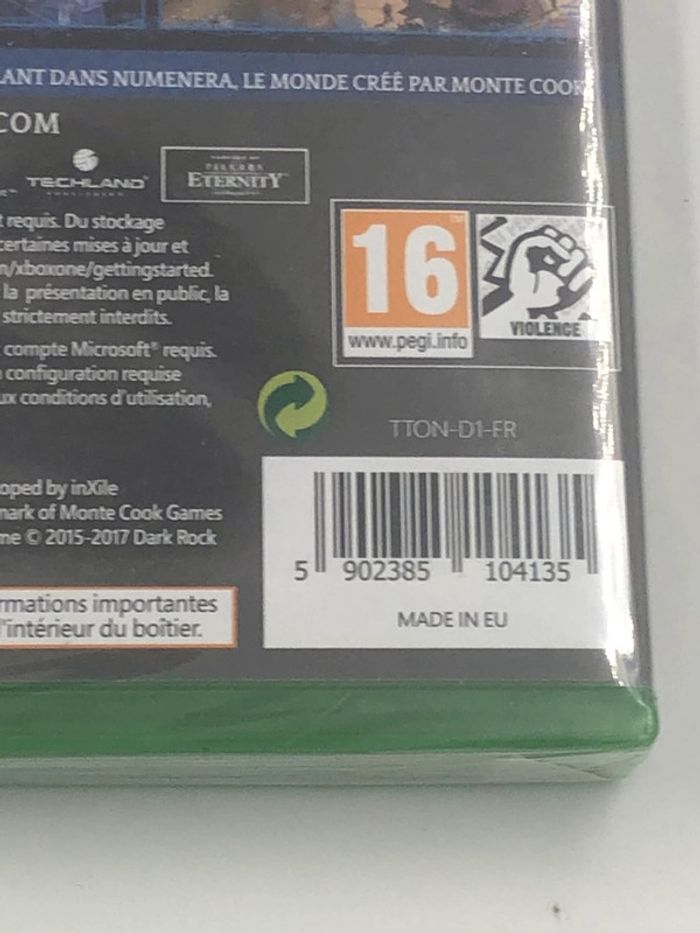 LANT DANS NUMENERA, LE MONDE CRÉÉ PAR MONTE COOK
COM
TECHLAND
PILLARS
ETERNITY
t requis. Du stockage
certaines mises à jour et
n/xboxone/gettingstarted.
la présentation en public, la
strictement interdits.
compte Microsoft® requis.
configuration requise
ux conditions d'utilisation,
16
www.pegi.info
VIOLENCE
TTON-D1-FR
oped by inXile
mark of Monte Cook Games
me © 2015-2017 Dark Rock
rmations importantes
l'intérieur du boîtier.
5 902385 104135
MADE IN EU